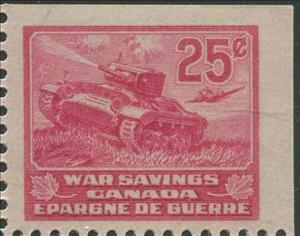 25¢
WAR SAVINGS
CANADA
EPARGNE DE GUERRE